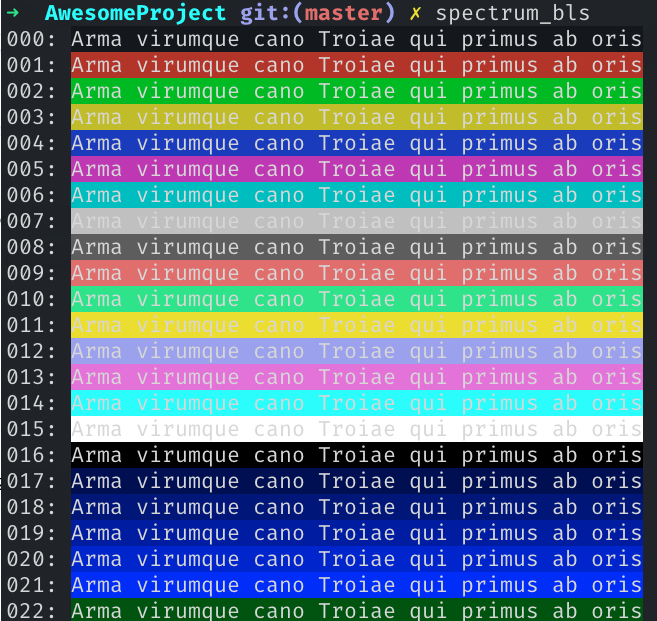 → AwesomeProject git:(master) ✗ spectrum_bls
000: Arma virumque cano Troiae qui primus ab oris
001: Arma virumque cano Troiae qui primus ab oris
002: Arma virumque cano Troiae qui primus ab oris
003: Arma virumque cano Troiae qui primus ab oris
004: Arma virumque cano Troiae qui primus ab oris
005: Arma virumque cano Troiae qui primus ab oris
006: Arma virumque cano Troiae qui primus ab oris
007: Arma virumque cano Troiae qui primus ab oris
008: Arma virumque cano Troiae qui primus ab oris
009: Arma virumque cano Troiae qui primus ab oris
010: Arma virumque cano Troiae qui primus ab oris
011: Arma virumque cano Troiae qui primus ab oris
012: Arma virumque cano Troiae qui primus ab oris
013: Arma virumque cano Troiae qui primus ab oris
014: Arma virumque cano Troiae qui primus ab oris
015: Arma virumque cano Troiae qui primus ab oris
016: Arma virumque cano Troiae qui primus ab oris
017: Arma virumque cano Troiae qui primus ab oris
018: Arma virumque cano Troiae qui primus ab oris
019: Arma virumque cano Troiae qui primus ab oris
020: Arma virumque cano Troiae qui primus ab oris
021: Arma virumque cano Troiae qui primus ab oris
022: Arma virumque cano Troiae qui primus ab oris